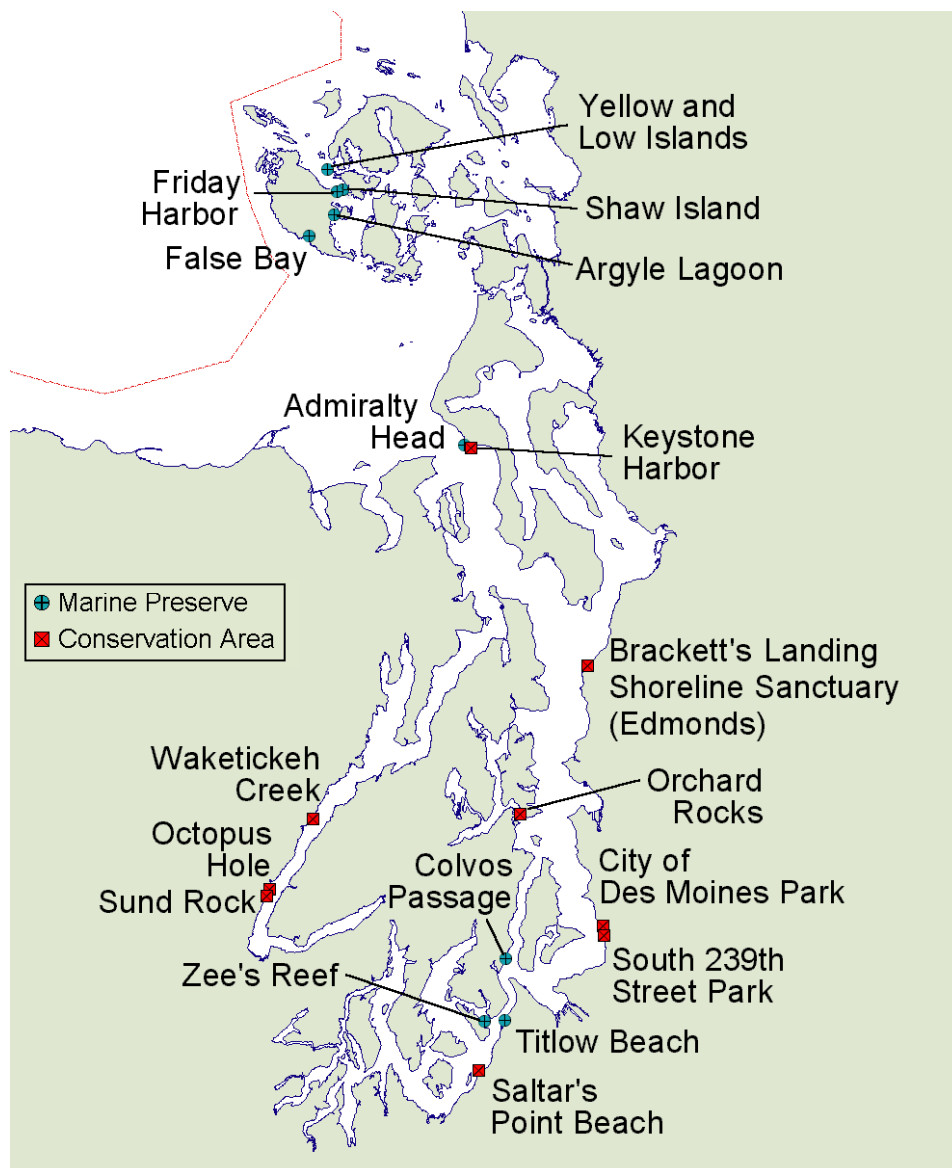 Yellow and
Low Islands
Friday
Harbor
Shaw Island
False Bay
Argyle Lagoon
Admiralty
Head
Keystone
Harbor
Marine Preserve
Conservation Area
Brackett's Landing
Shoreline Sanctuary
(Edmonds)
Waketickeh
Creek
Orchard
Rocks
Octopus
Hole
Sund Rock
Colvos
Passage
City of
Des Moines Park
South 239th
Street Park
Zee's Reef
Titlow Beach
Saltar's
Point Beach